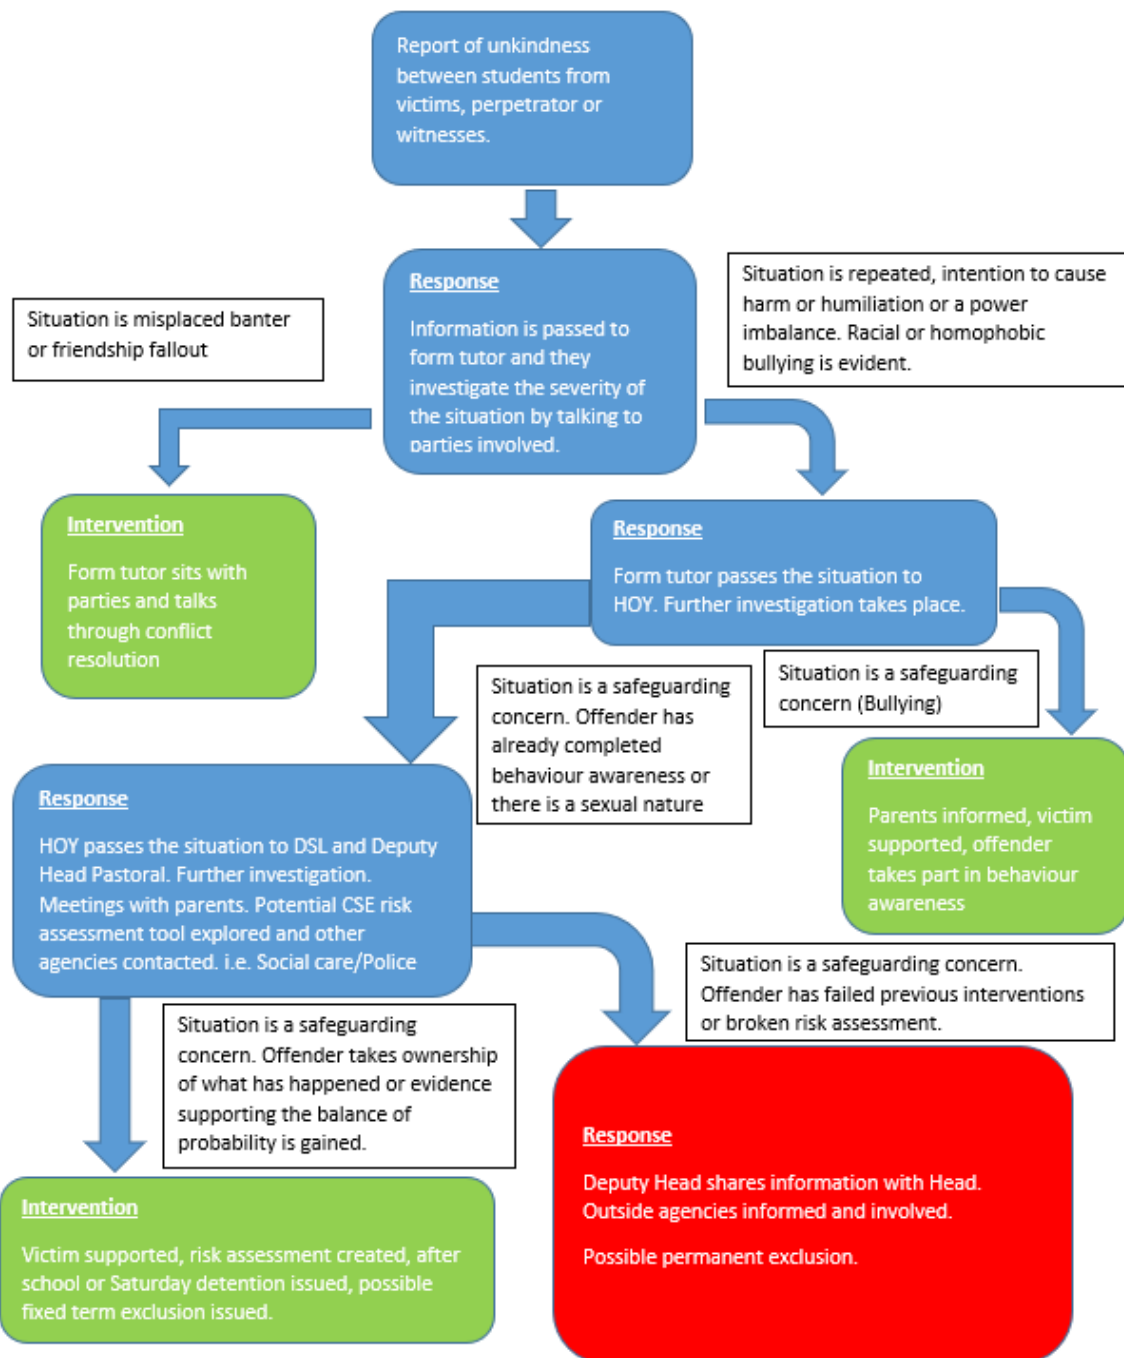 Report of unkindness
between students from
victims, perpetrator or
witnesses.
Response
Information is passed to
form tutor and they
investigate the severity of
the situation by talking to
parties involved.
Situation is misplaced banter
or friendship fallout
Situation is repeated, intention to cause
harm or humiliation or a power
imbalance. Racial or homophobic
bullying is evident.
Intervention
Form tutor sits with
parties and talks
through conflict
resolution
Response
Form tutor passes the situation to
HOY. Further investigation takes place.
Situation is a safeguarding
concern. Offender has
already completed
behaviour awareness or
there is a sexual nature
Situation is a safeguarding
concern (Bullying)
Intervention
Parents informed, victim
supported, offender
takes part in behaviour
awareness
Response
HOY passes the situation to DSL and Deputy
Head Pastoral. Further investigation.
Meetings with parents. Potential CSE risk
assessment tool explored and other
agencies contacted. i.e. Social care/Police
Situation is a safeguarding concern.
Offender has failed previous interventions
or broken risk assessment.
Situation is a safeguarding
concern. Offender takes ownership
of what has happened or evidence
supporting the balance of
probability is gained.
Response
Deputy Head shares information with Head.
Outside agencies informed and involved.
Possible permanent exclusion.
Intervention
Victim supported, risk assessment created, after
school or Saturday detention issued, possible
fixed term exclusion issued.